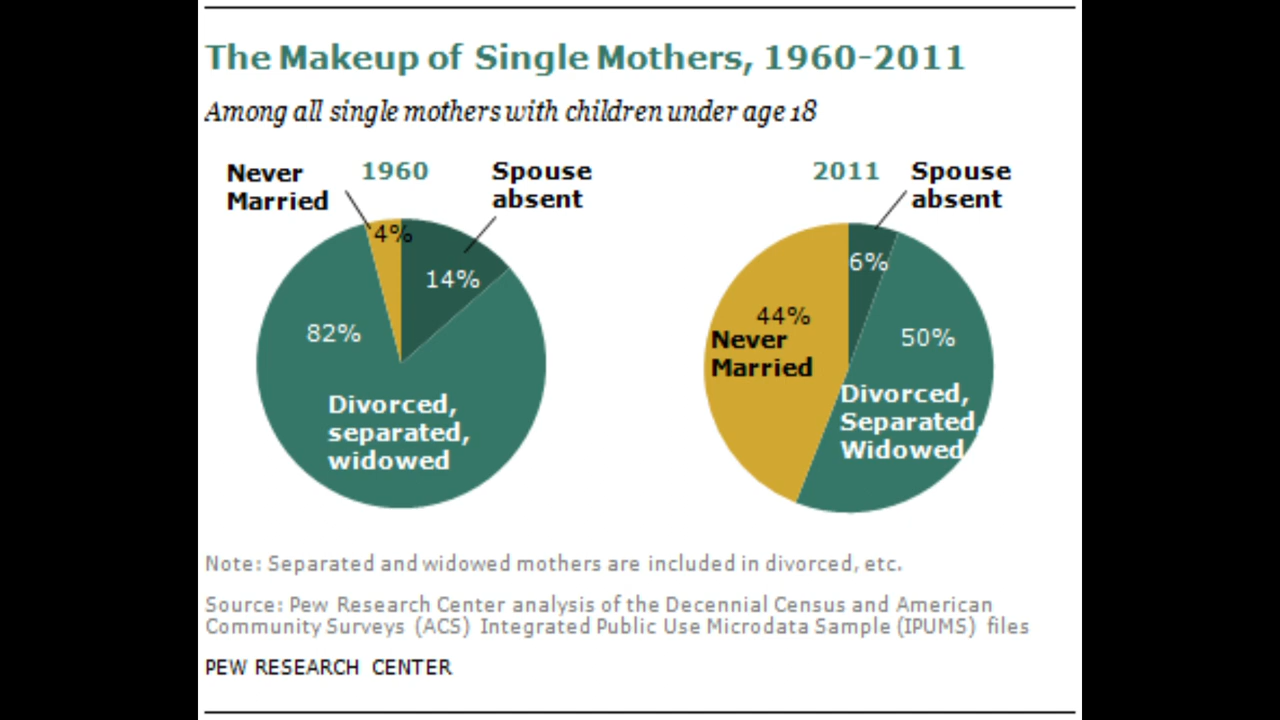 The Makeup of Single Mothers, 1960-2011
Among all single mothers with children under age 18
1960
Never
Married
Spouse
absent
4%
14%
82%
Divorced,
separated,
widowed
2011
Spouse
absent
6%
44%
Never
Married
50%
Divorced,
Separated,
Widowed
Note: Separated and widowed mothers are included in divorced, etc.
Source: Pew Research Center analysis of the Decennial Census and American
Community Surveys (ACS) Integrated Public Use Microdata Sample (IPUMS) files
PEW RESEARCH CENTER